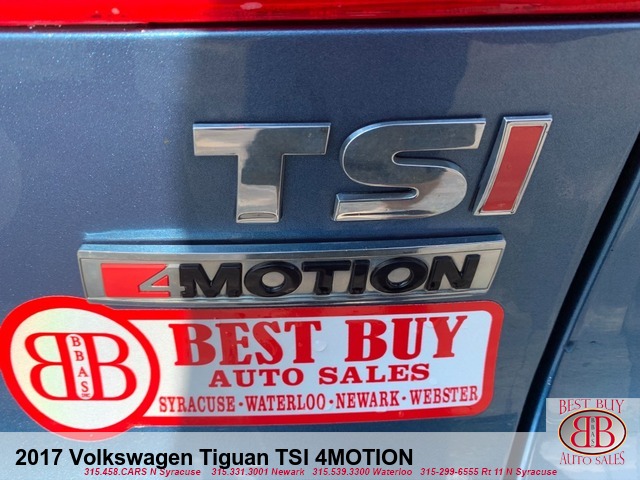 TSI
4MOTION
BBAS INC
BEST BUY
AUTO SALES
SYRACUSE · WATERLOO · NEWARK · WEBSTER
BEST BUY
BBAS
AUTO SALES
2017 Volkswagen Tiguan TSI 4MOTION
315.458.CARS N Syracuse 315.331.3001 Newark 315.539.3300 Waterloo 315-299-6555 Rt 11 N Syracuse